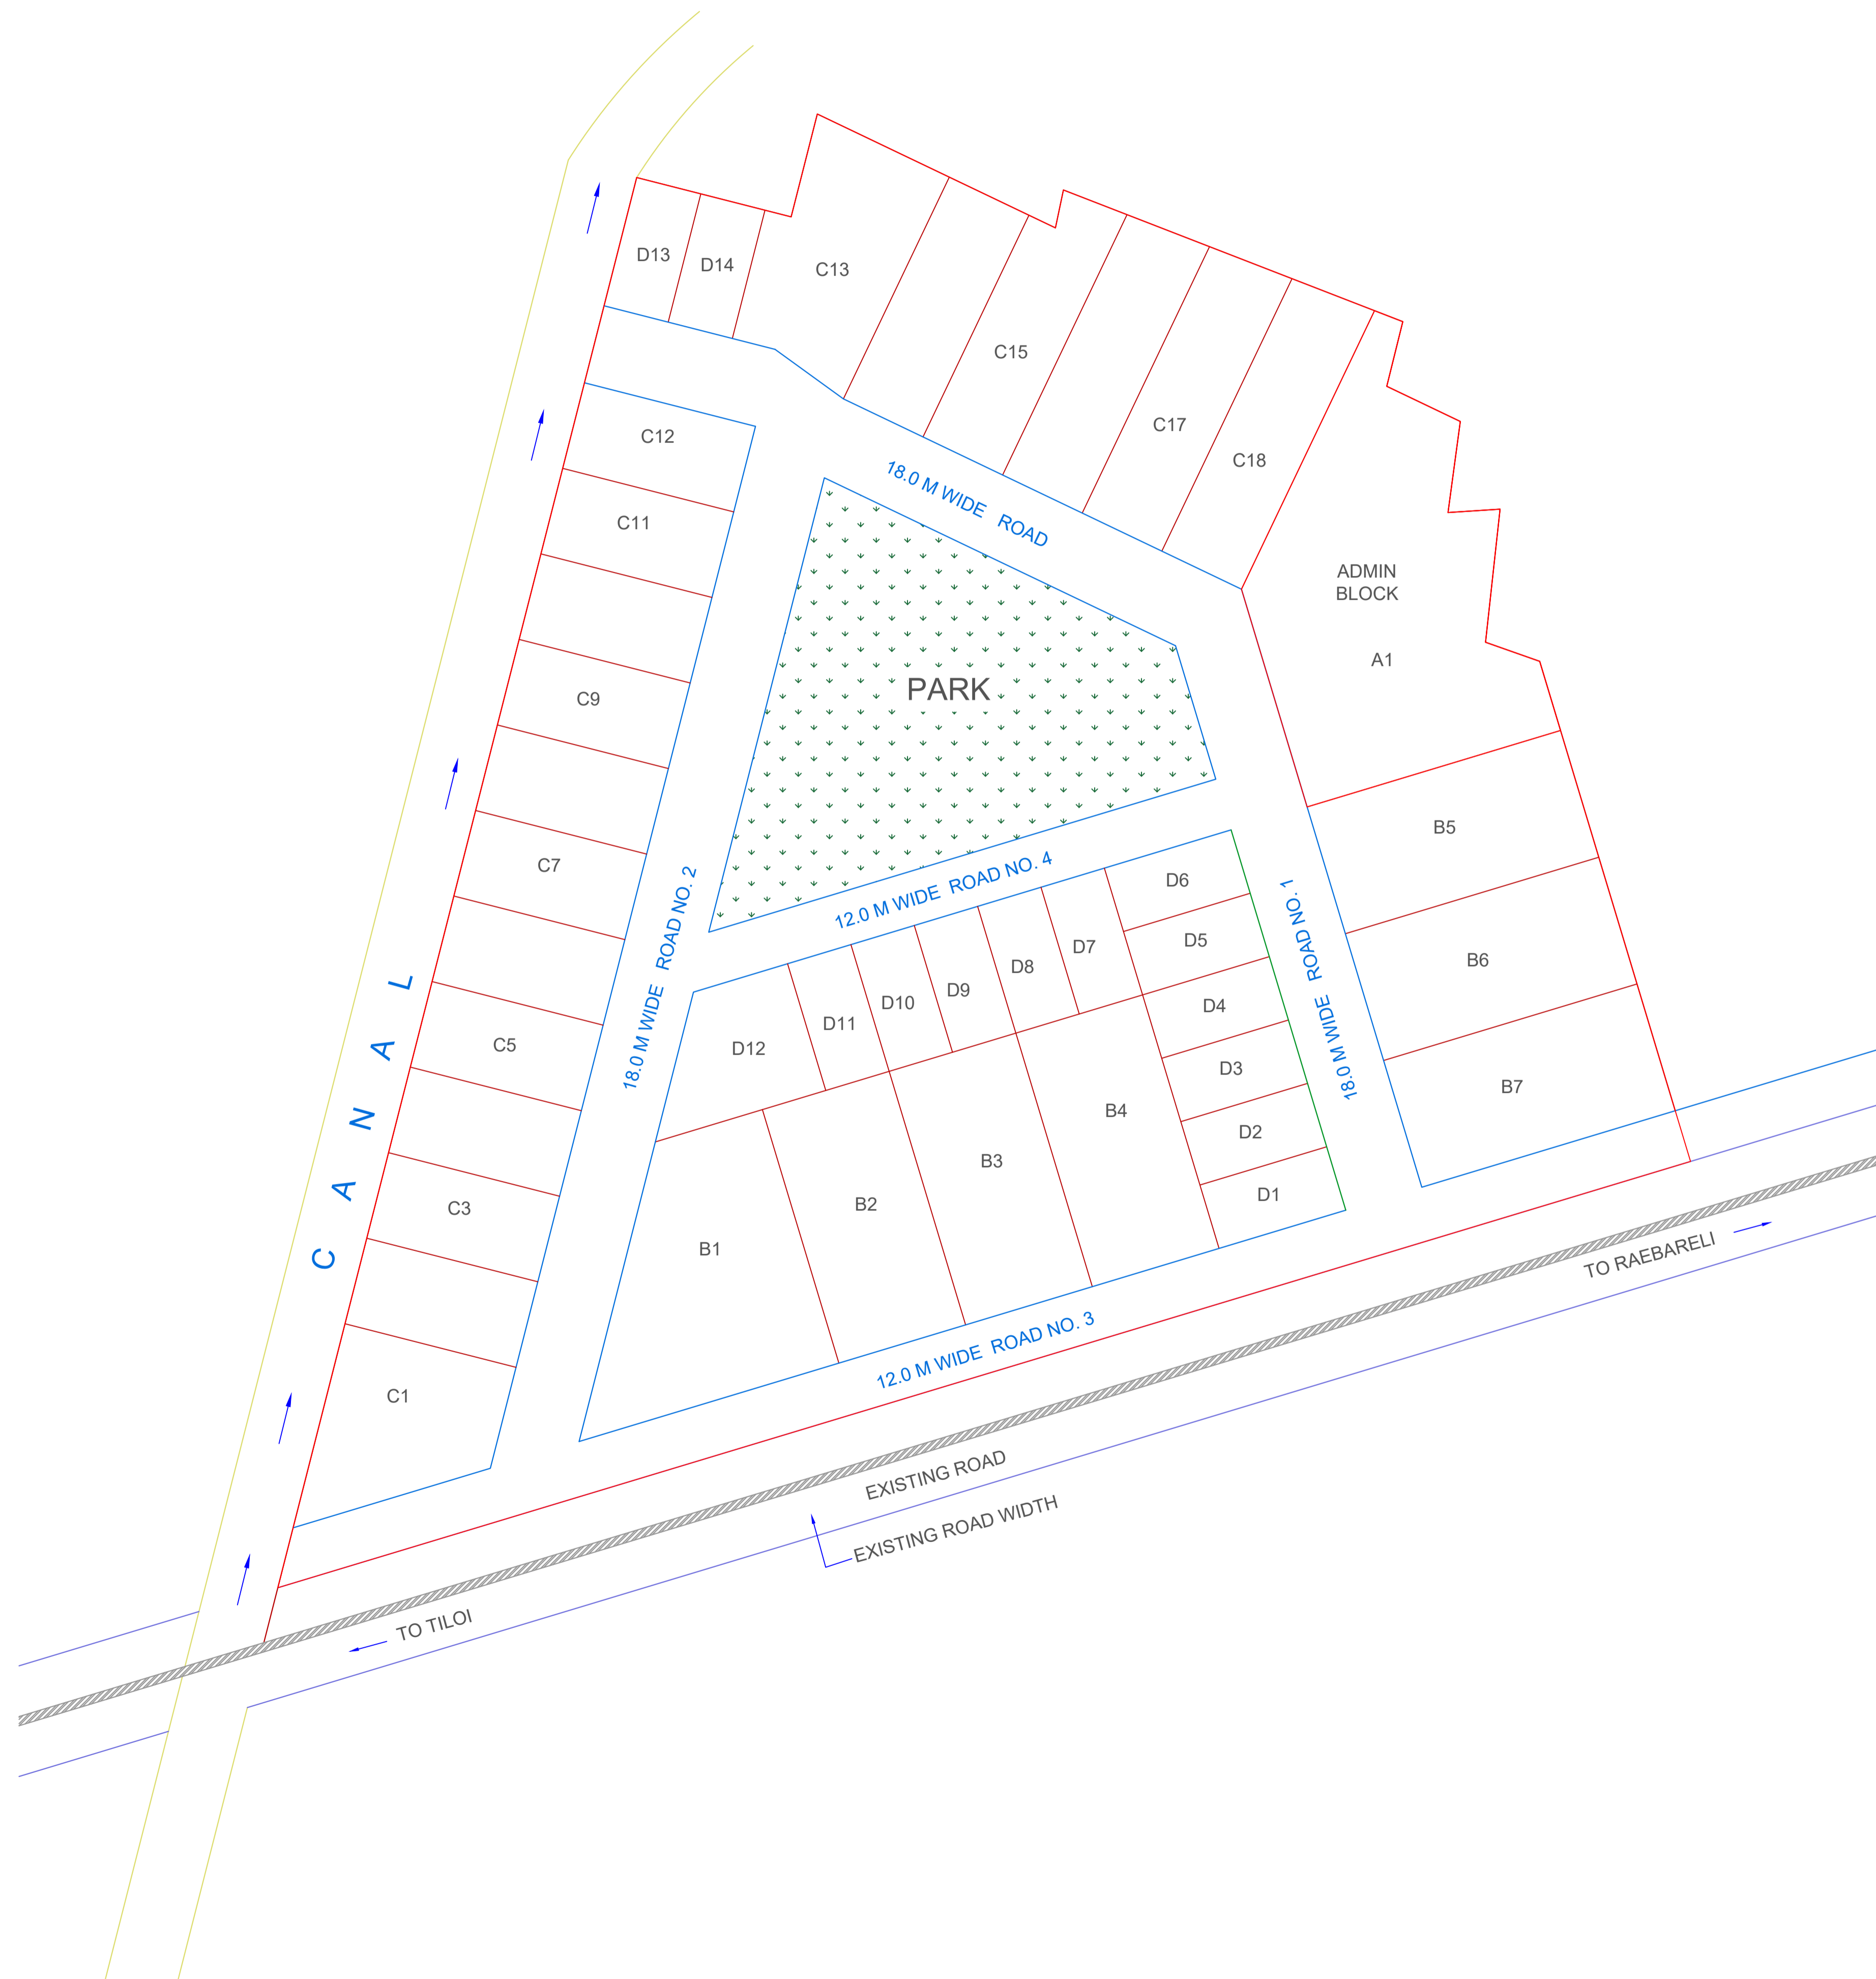 D13
D14
C13
C15
C17
C18
C12
C11
C9
C7
C5
C3
C1
18.0 M WIDE ROAD
ADMIN
BLOCK
A1
PARK
B5
B6
B7
12.0 M WIDE ROAD NO. 4
18.0 M WIDE ROAD NO. 2
18.0 M WIDE ROAD NO. 1
D6
D5
D4
D3
D2
D1
D7
D8
D9
D10
D11
D12
B1
B2
B3
B4
CANAL
12.0 M WIDE ROAD NO. 3
TO RAEBARELI
EXISTING ROAD
EXISTING ROAD WIDTH
TO TILOI